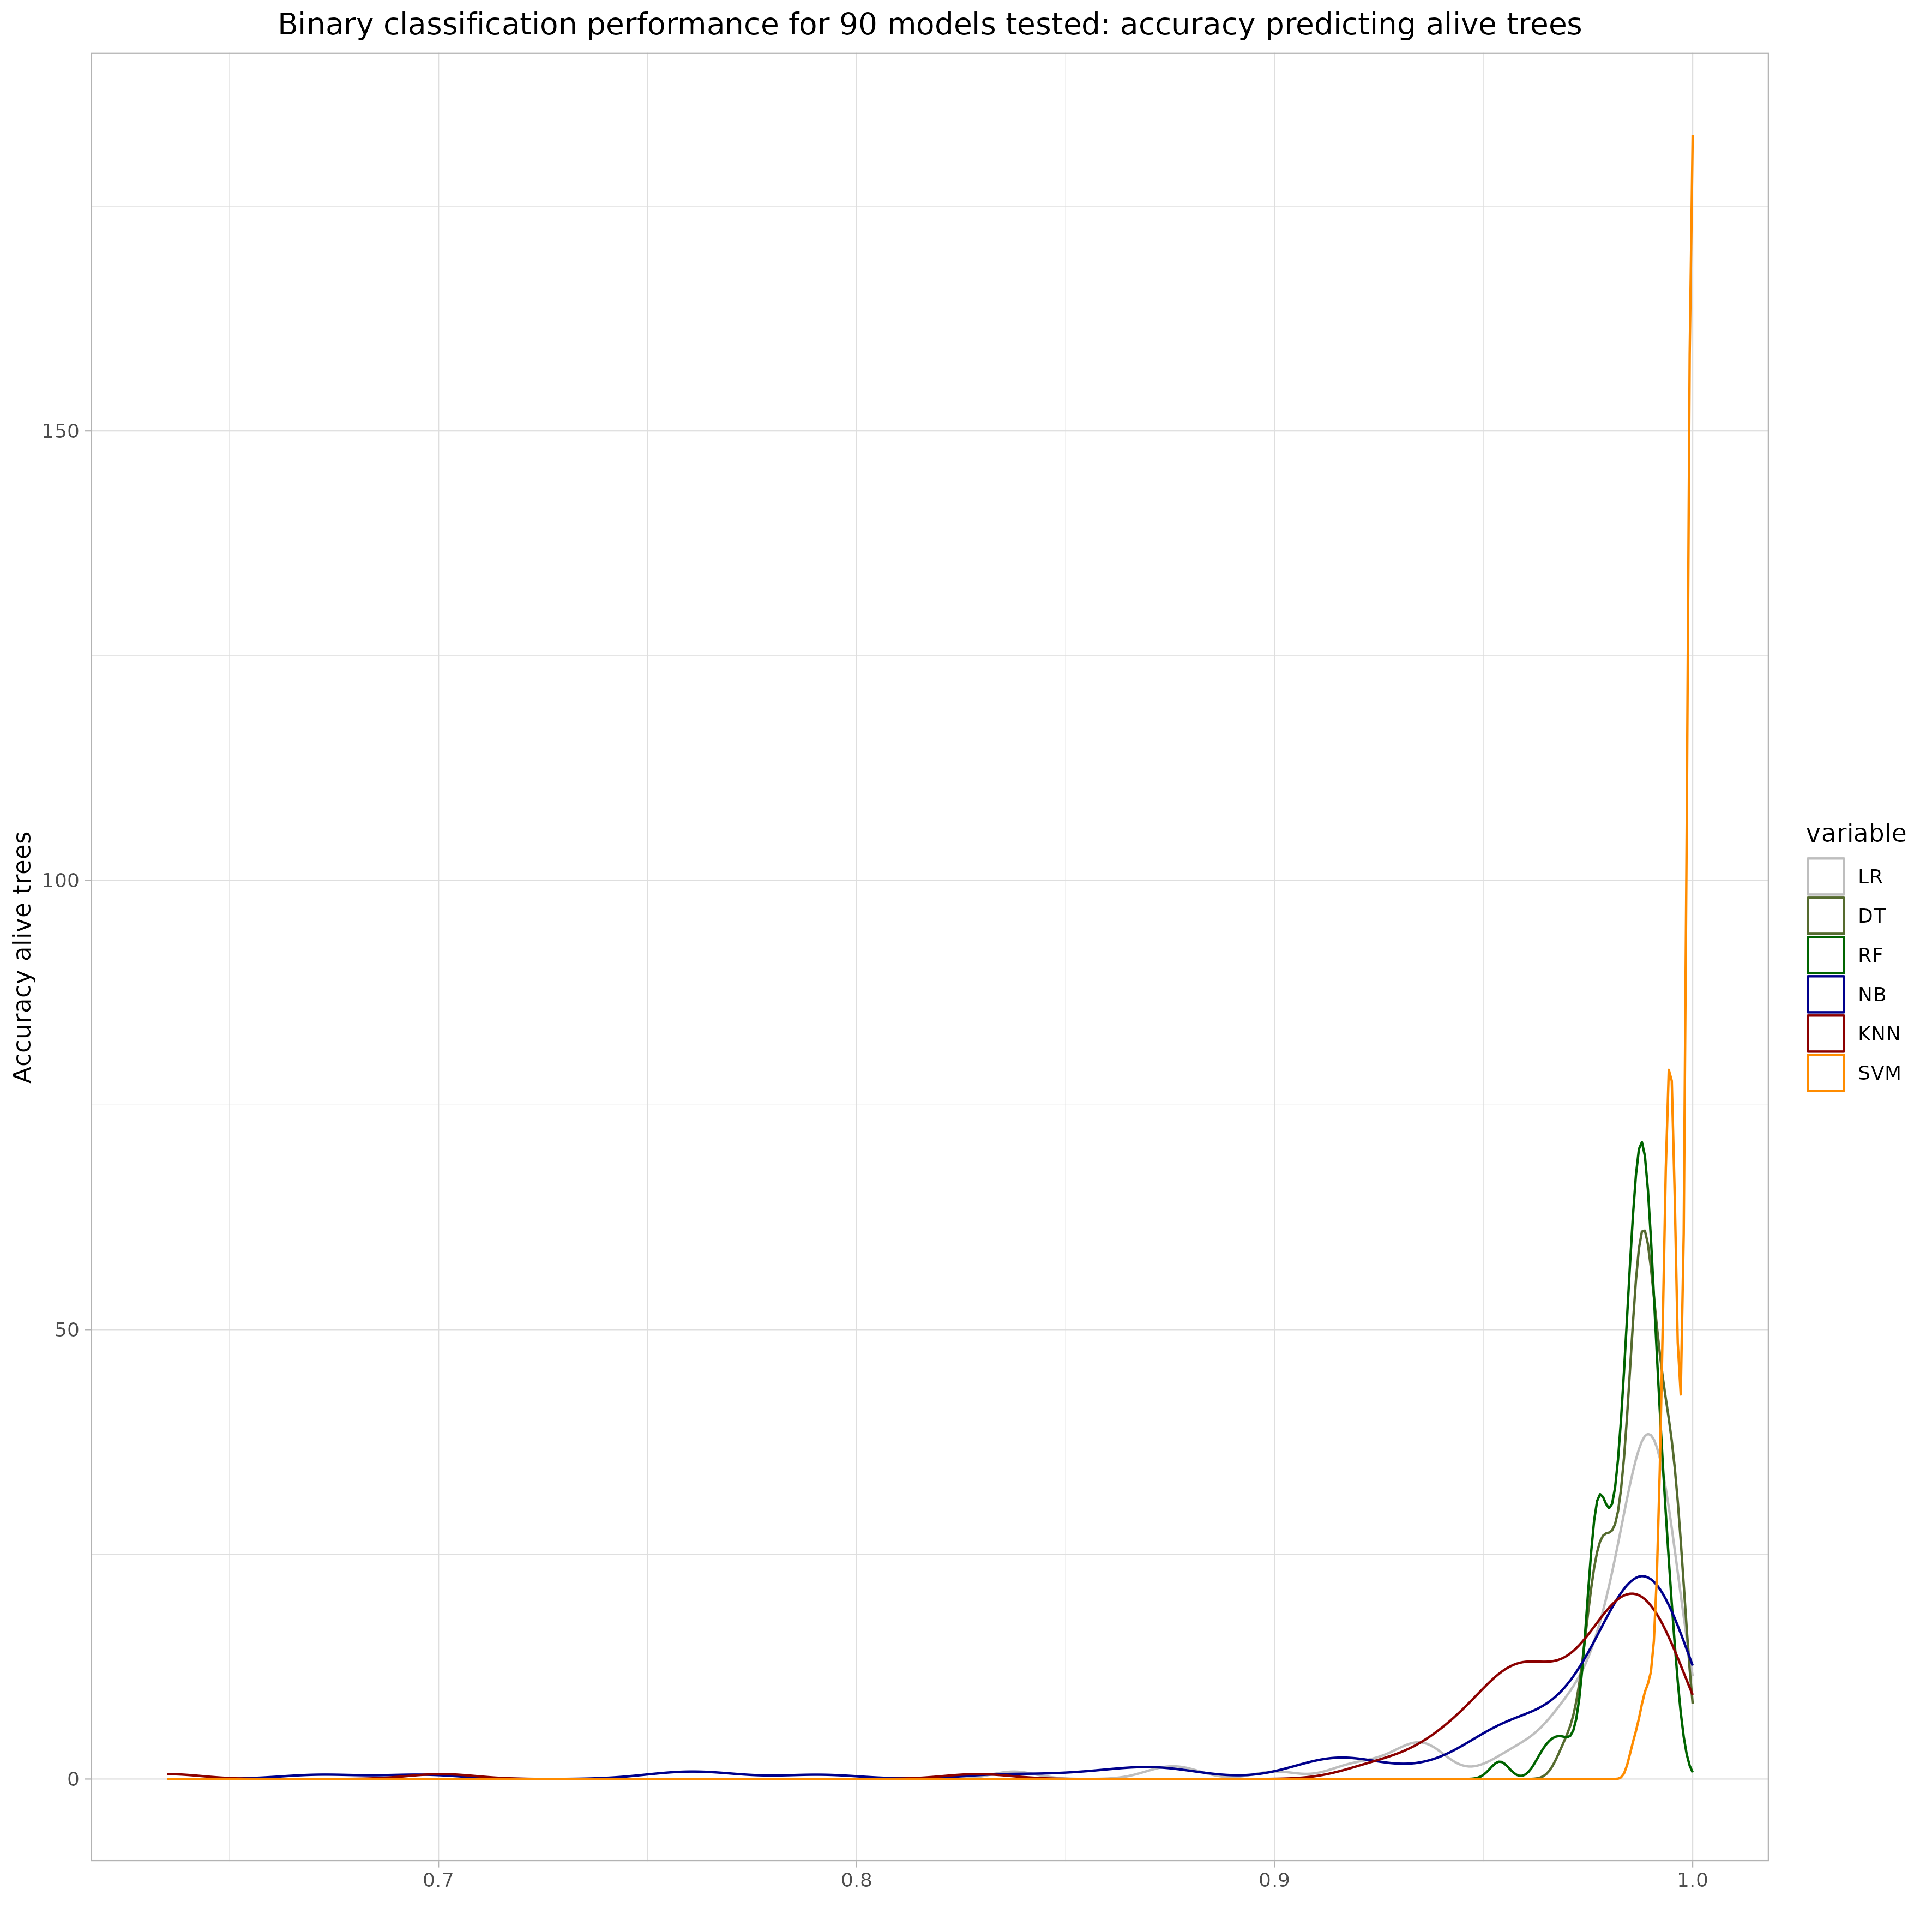 Binary classification performance for 90 models tested: accuracy predicting alive trees
Accuracy alive trees
150
100
50
0
0.7
0.8
0.9
1.0
variable
LR
DT
RF
NB
KNN
SVM